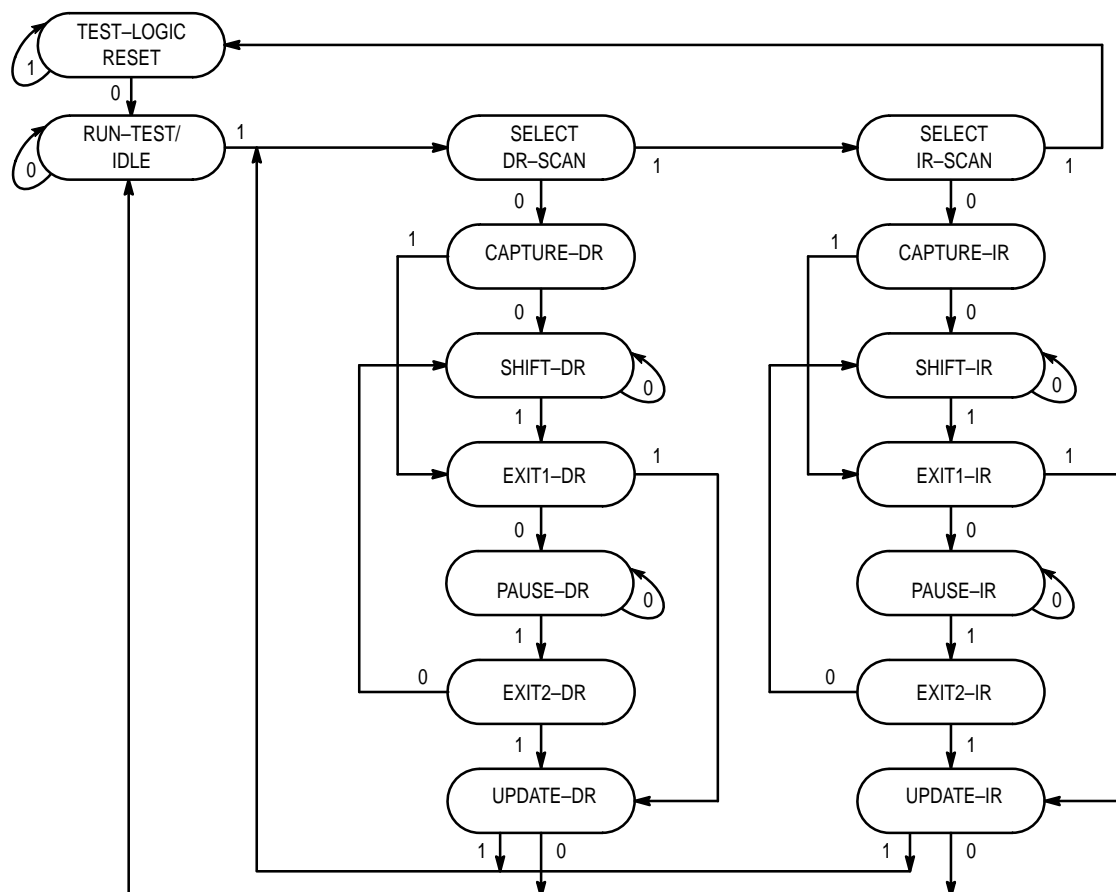 TEST–LOGIC
RESET
1
0
RUN–TEST/
IDLE
0
1
SELECT
DR–SCAN
1
SELECT
IR–SCAN
1
0
0
1
CAPTURE–DR
1
CAPTURE–IR
0
0
SHIFT–DR
0
SHIFT–IR
0
1
1
EXIT1–DR
1
EXIT1–IR
1
0
0
PAUSE–DR
0
PAUSE–IR
0
1
1
0
EXIT2–DR
0
EXIT2–IR
1
1
UPDATE–DR
UPDATE–IR
1
0
1
0